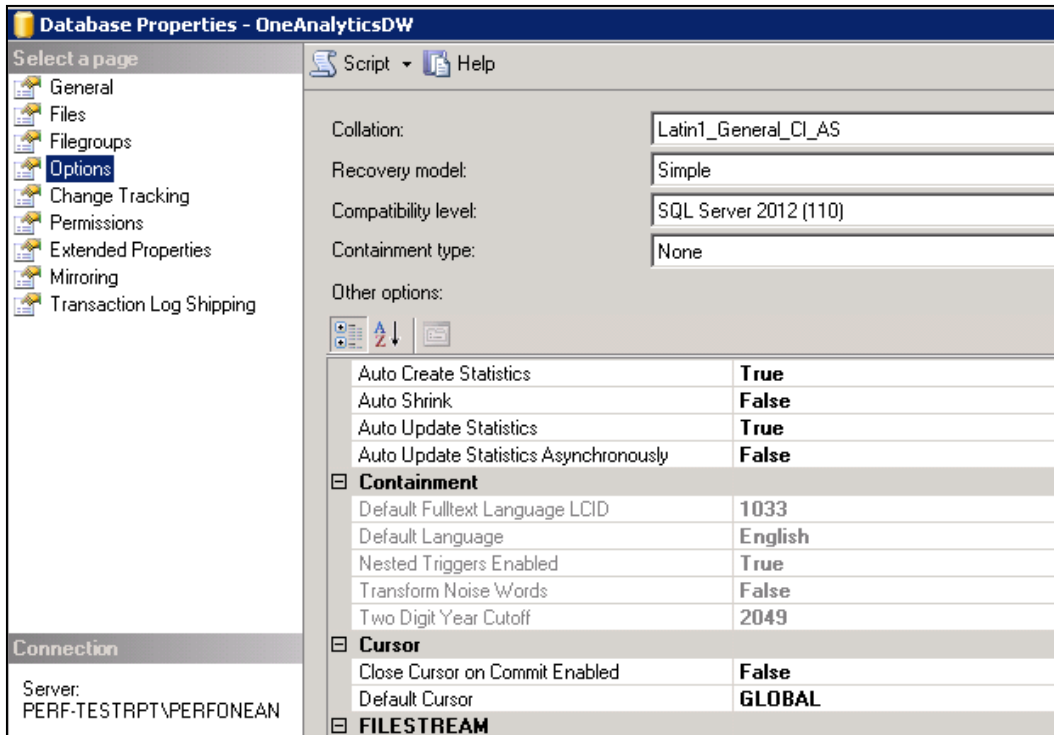 Database Properties - OneAnalyticsDW
Select a page
General
Files
Filegroups
Options
Change Tracking
Permissions
Extended Properties
Mirroring
Transaction Log Shipping
Connection
Server:
PERF-TESTRPT\PERFONEAN
Script Help
Collation: Latin1_General_CI_AS
Recovery model: Simple
Compatibility level: SQL Server 2012 (110)
Containment type: None
Other options:
Auto Create Statistics True
Auto Shrink False
Auto Update Statistics True
Auto Update Statistics Asynchronously False
Containment
Default Fulltext Language LCID 1033
Default Language English
Nested Triggers Enabled True
Transform Noise Words False
Two Digit Year Cutoff 2049
Cursor
Close Cursor on Commit Enabled False
Default Cursor GLOBAL
FILESTREAM